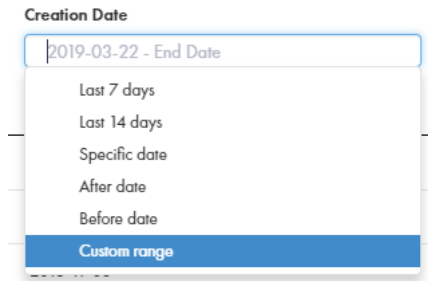 Creation Date
2019-03-22 - End Date
Last 7 days
Last 14 days
Specific date
After date
Before date
Custom range